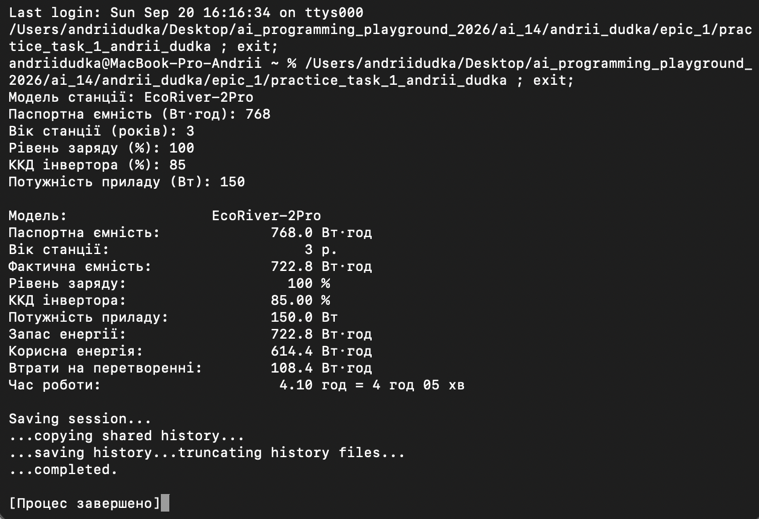 Last login: Sun Sep 20 16:16:34 on ttys000
/Users/andriidudka/Desktop/ai_programming_playground_2026/ai_14/andrii_dudka/epic_1/prac
tice_task_1_andrii_dudka ; exit;
andriidudka@MacBook-Pro-Andrii ~ % /Users/andriidudka/Desktop/ai_programming_playground_
2026/ai_14/andrii_dudka/epic_1/practice_task_1_andrii_dudka ; exit;
Модель станції: EcoRiver-2Pro
Паспортна ємність (Вт·год): 768
Вік станції (років): 3
Рівень заряду (%): 100
ККД інвертора (%): 85
Потужність приладу (Вт): 150
Модель: EcoRiver-2Pro
Паспортна ємність: 768.0 Вт·год
Вік станції: 3 р.
Фактична ємність: 722.8 Вт·год
Рівень заряду: 100 %
ККД інвертора: 85.00 %
Потужність приладу: 150.0 Вт
Запас енергії: 722.8 Вт·год
Корисна енергія: 614.4 Вт·год
Втрати на перетворенні: 108.4 Вт·год
Час роботи: 4.10 год = 4 год 05 хв
Saving session...
...copying shared history...
...saving history...truncating history files...
...completed.
[Процес завершено]